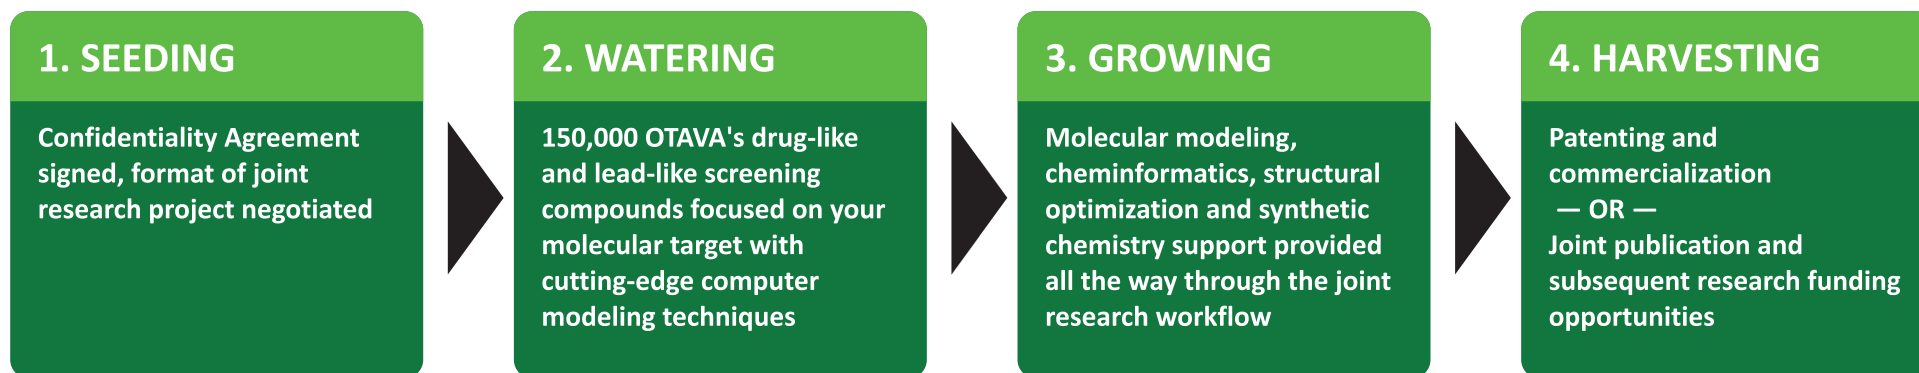 1. SEEDING
Confidentiality Agreement
signed, format of joint
research project negotiated
2. WATERING
150,000 OTAVA's drug-like
and lead-like screening
compounds focused on your
molecular target with
cutting-edge computer
modeling techniques
3. GROWING
Molecular modeling,
cheminformatics, structural
optimization and synthetic
chemistry support provided
all the way through the joint
research workflow
4. HARVESTING
Patenting and
commercialization
— OR —
Joint publication and
subsequent research funding
opportunities